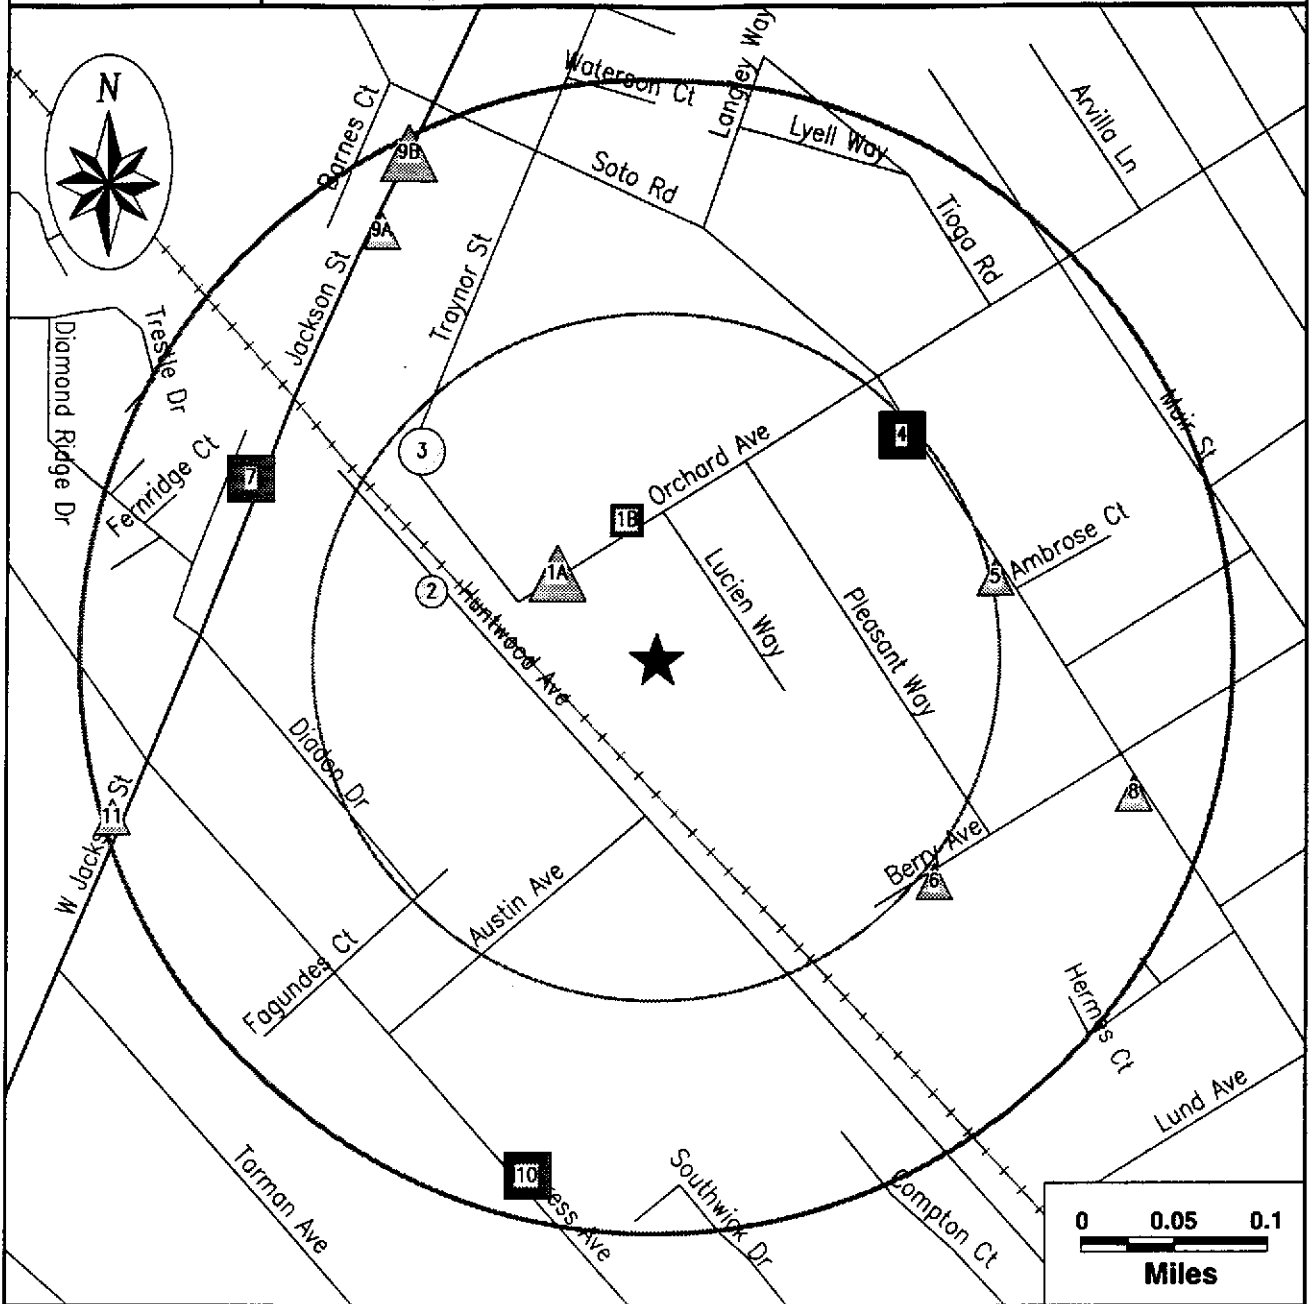 N
Barnes Ct
Waterson Ct
Langley Way
Arvilla Ln
Lyell Way
9B
Soto Rd
9A
Tioga Rd
Jackson St
Traynor St
Trestle Dr
Diamond Ridge Dr
Muir St
3
4
Orchard Ave
Fernridge Ct
7
1B
Ambrose Ct
1A
5
2
Huntwood Ave
Lucien Way
Pleasant Way
Diadon Dr
8
11
W Jackson St
Berry Ave
6
Austin Ave
Fagundes Ct
Hermes Ct
Lund Ave
Tarman Ave
10
Southwick Dr
Compton Ct
ess Ave
0 0.05 0.1
Miles